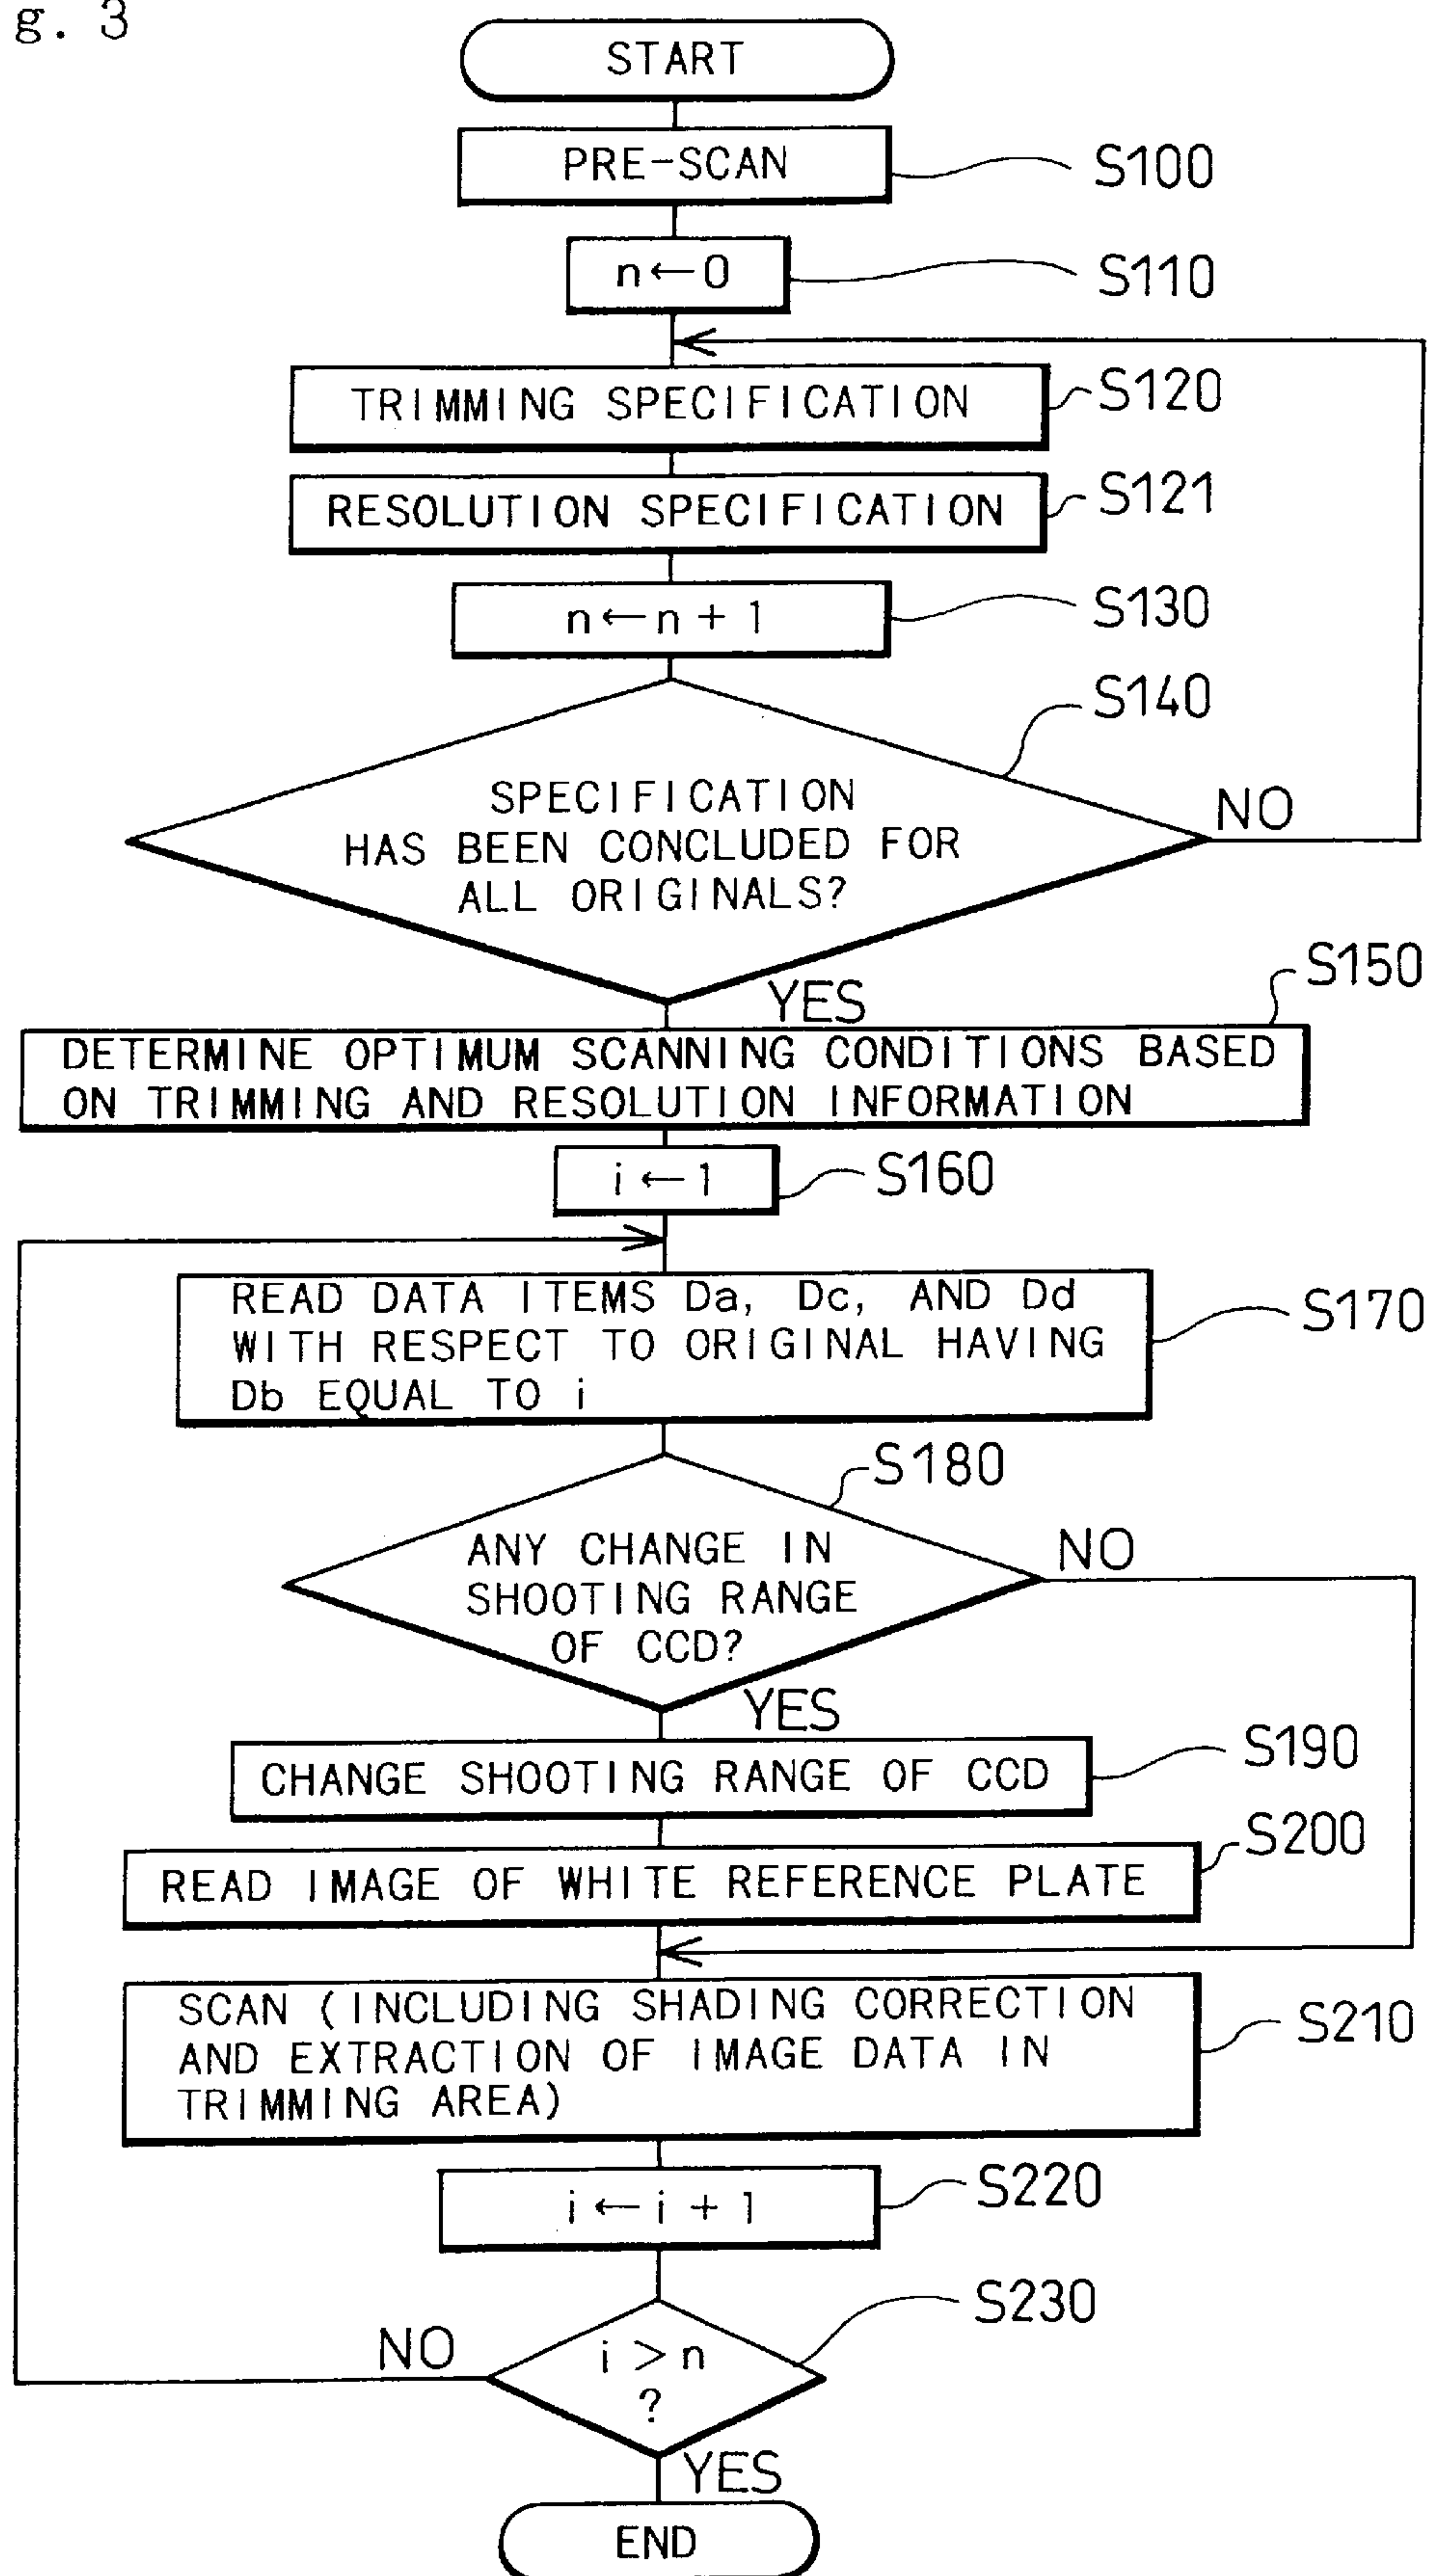 g. 3
START
PRE-SCAN
S100
n←0
S110
TRIMMING SPECIFICATION
S120
RESOLUTION SPECIFICATION
S121
n←n+1
S130
S140
SPECIFICATION
HAS BEEN CONCLUDED FOR
ALL ORIGINALS?
NO
YES
S150
DETERMINE OPTIMUM SCANNING CONDITIONS BASED
ON TRIMMING AND RESOLUTION INFORMATION
i←1
S160
READ DATA ITEMS Da, Dc, AND Dd
WITH RESPECT TO ORIGINAL HAVING
Db EQUAL TO i
S170
S180
ANY CHANGE IN
SHOOTING RANGE
OF CCD?
NO
YES
CHANGE SHOOTING RANGE OF CCD
S190
READ IMAGE OF WHITE REFERENCE PLATE
S200
SCAN (INCLUDING SHADING CORRECTION
AND EXTRACTION OF IMAGE DATA IN
TRIMMING AREA)
S210
i←i+1
S220
S230
i>n
?
NO
YES
END